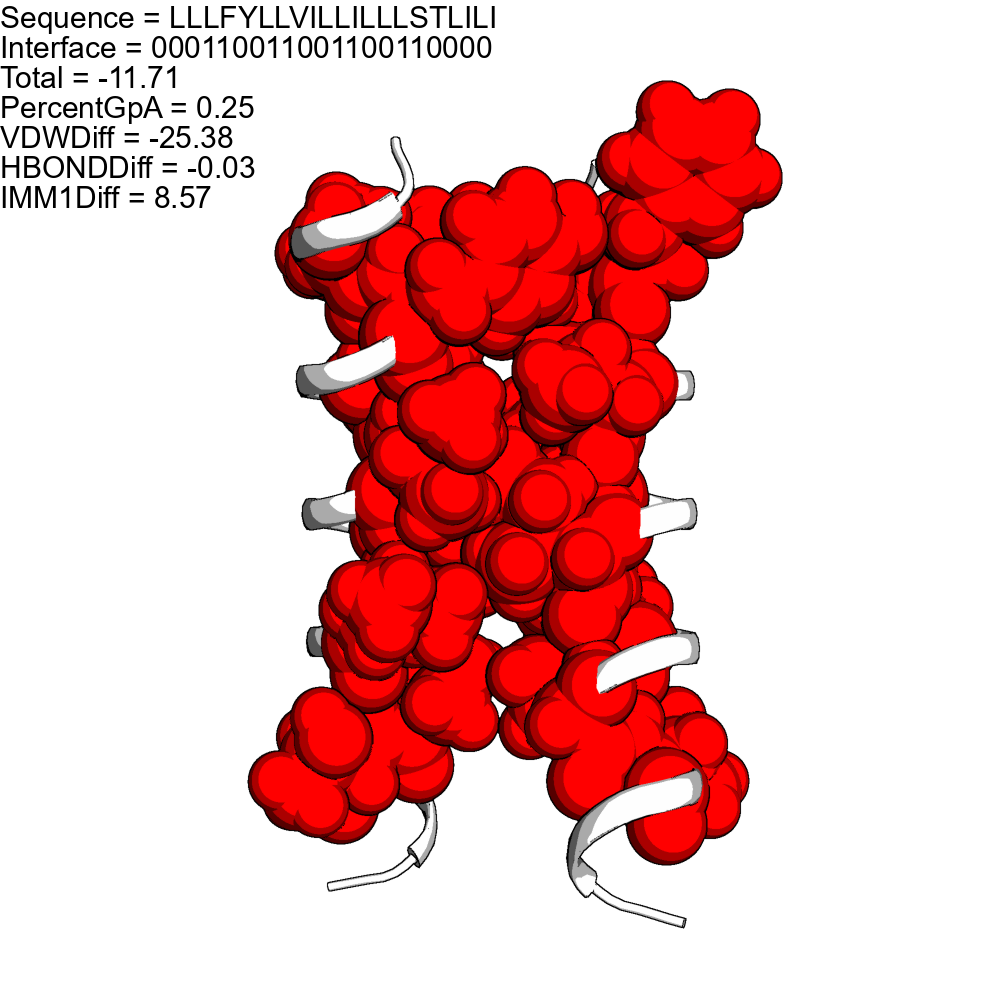 Sequence = LLLFYLLVILLILLLSTLILI
Interface = 000110011001100110000
Total = -11.71
PercentGpA = 0.25
VDWDiff = -25.38
HBONDDiff = -0.03
IMM1Diff = 8.57